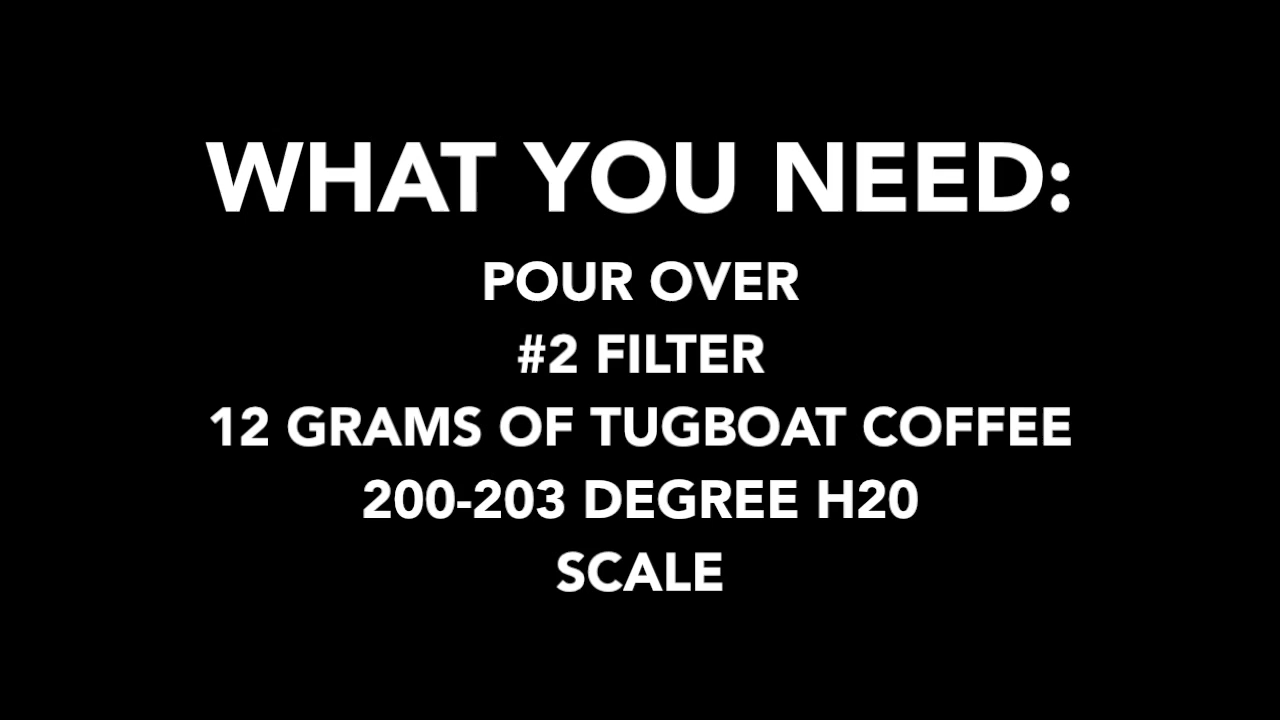 WHAT YOU NEED:
POUR OVER
#2 FILTER
12 GRAMS OF TUGBOAT COFFEE
200-203 DEGREE H20
SCALE